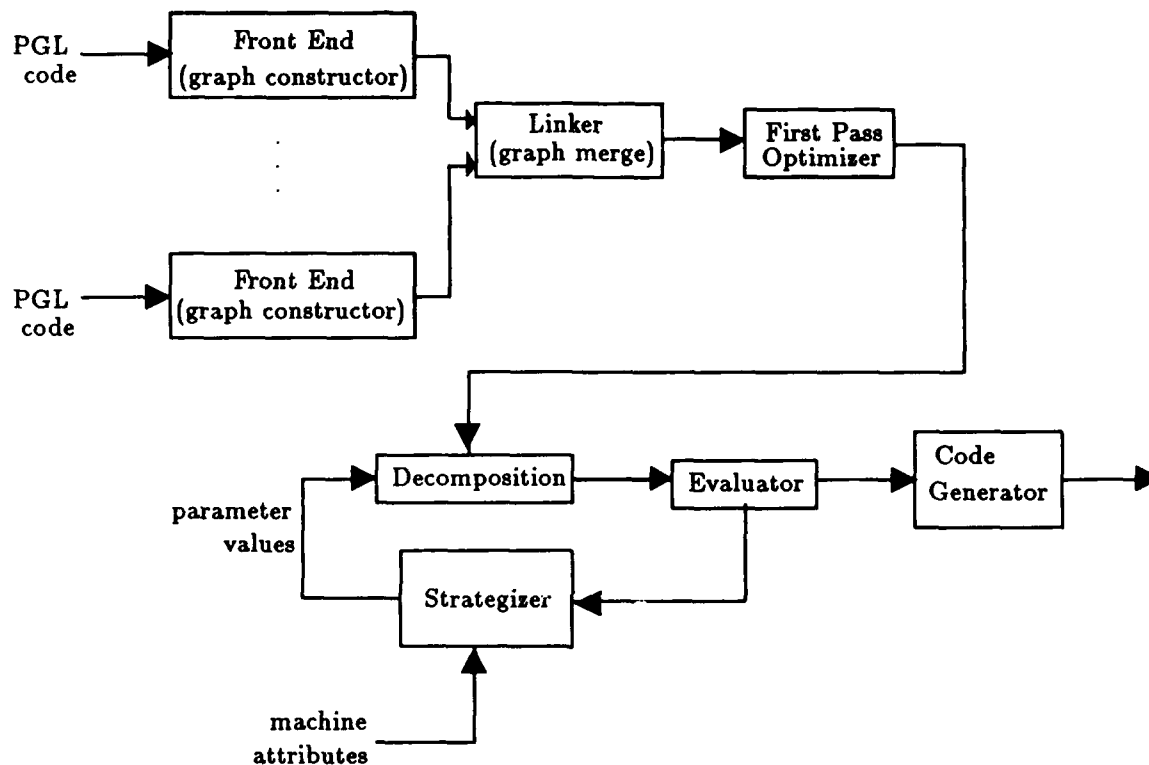 PGL
code
Front End
(graph constructor)
Linker
(graph merge)
First Pass
Optimizer
PGL
code
Front End
(graph constructor)
Decomposition
Evaluator
Code
Generator
parameter
values
Strategizer
machine
attributes